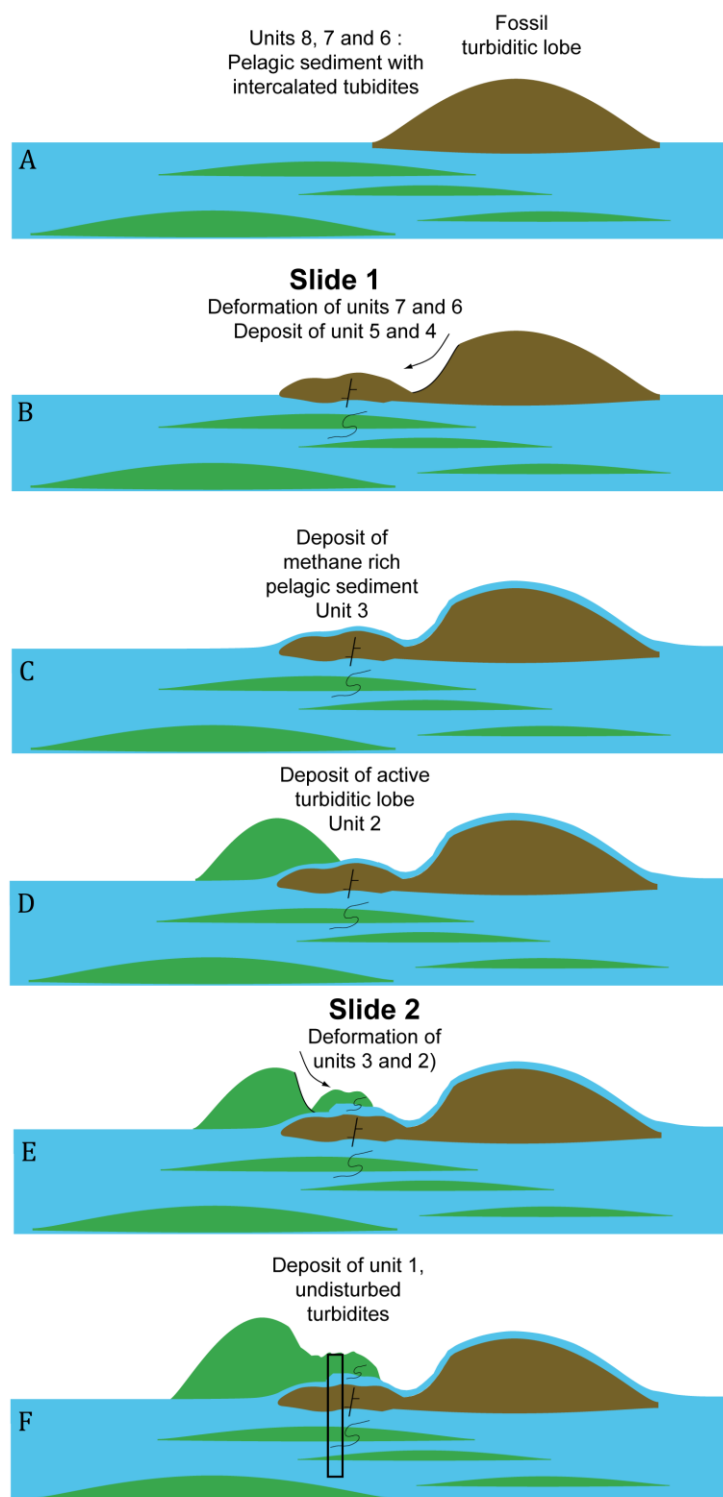 Units 8, 7 and 6 :
Pelagic sediment with
intercalated tubidites
Fossil
turbiditic lobe
A
Slide 1
Deformation of units 7 and 6
Deposit of unit 5 and 4
B
Deposit of
methane rich
pelagic sediment
Unit 3
C
Deposit of active
turbiditic lobe
Unit 2
D
Slide 2
Deformation of
units 3 and 2)
E
Deposit of unit 1,
undisturbed
turbidites
F